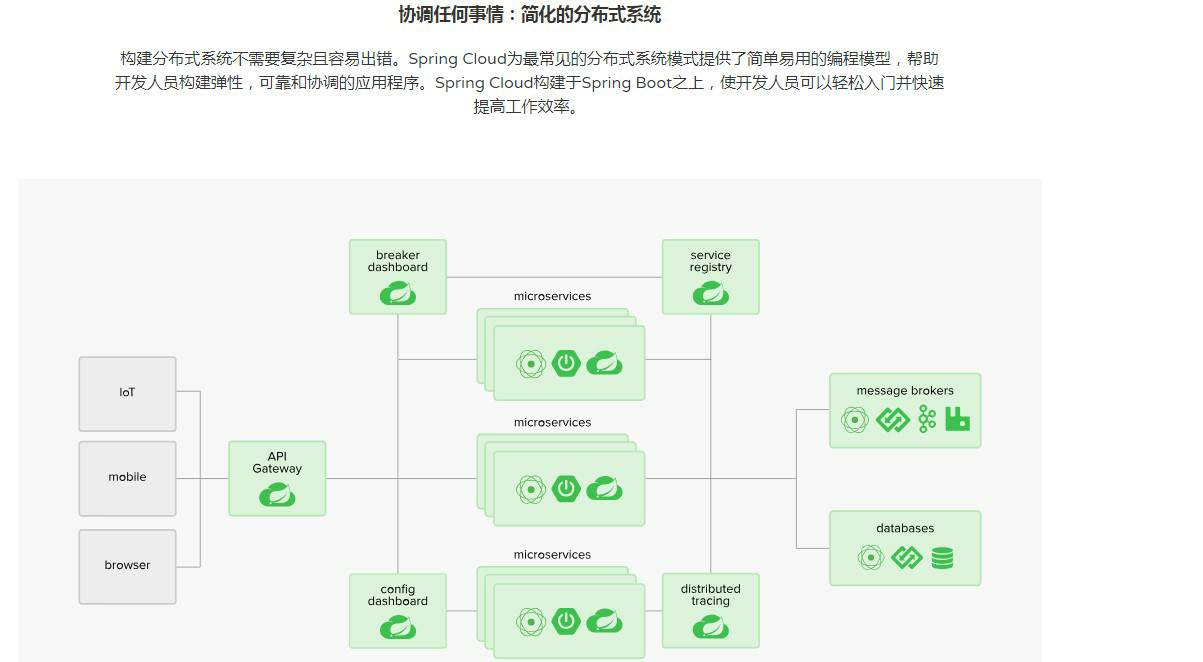 协调任何事情：简化的分布式系统
构建分布式系统不需要复杂且容易出错。Spring Cloud为最常见的分布式系统模式提供了简单易用的编程模型，帮助
开发人员构建弹性，可靠和协调的应用程序。Spring Cloud构建于Spring Boot之上，使开发人员可以轻松入门并快速
提高工作效率。
breaker
dashboard
service
registry
microservices
IoT
message brokers
microservices
API
Gateway
mobile
databases
microservices
browser
config
dashboard
distributed
tracing